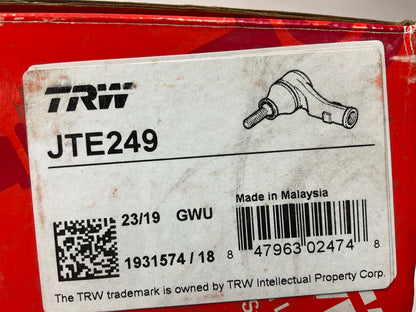 TRW
JTE249
23/19 GWU
Made in Malaysia
1931574 / 18
8 47963 02474 8
The TRW trademark is owned by TRW Intellectual Property Corp.